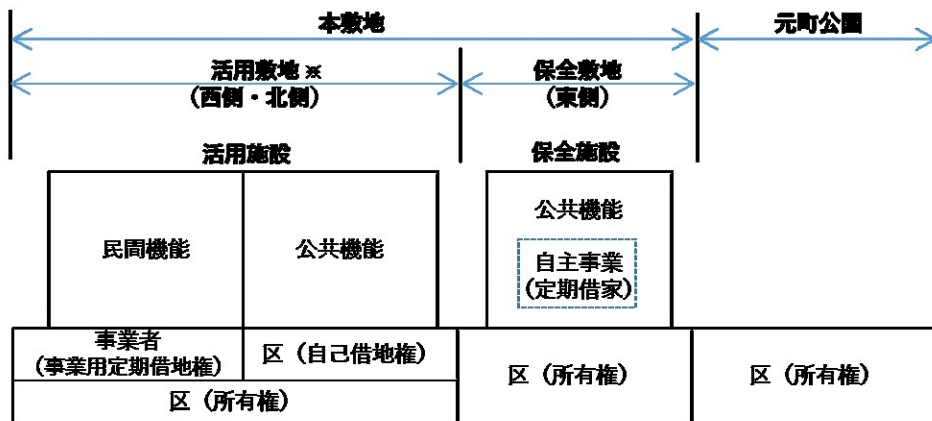 本敷地
元町公園
活用敷地※
(西側・北側)
保全敷地
(東側)
活用施設
保全施設
民間機能
公共機能
公共機能
自主事業
(定期借家)
事業者
(事業用定期借地権)
区（自己借地権）
区（所有権）
区（所有権）
区（所有権）